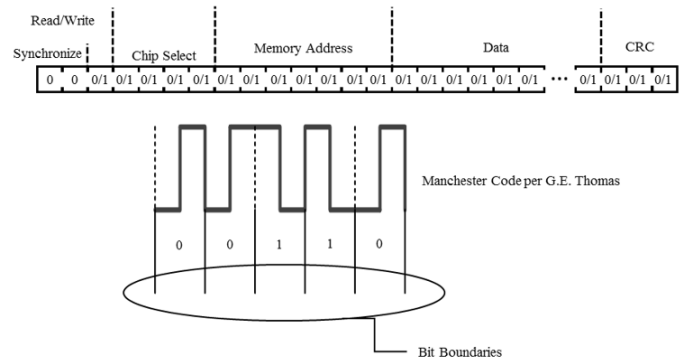 Read/Write
Synchronize Chip Select Memory Address Data CRC
0 0 0/1 0/1 0/1 0/1 0/1 0/1 0/1 0/1 0/1 0/1 0/1 0/1 0/1 0/1 0/1 0/1 0/1 0/1 ... 0/1 0/1 0/1 0/1
Manchester Code per G.E. Thomas
0 0 1 1 0
Bit Boundaries